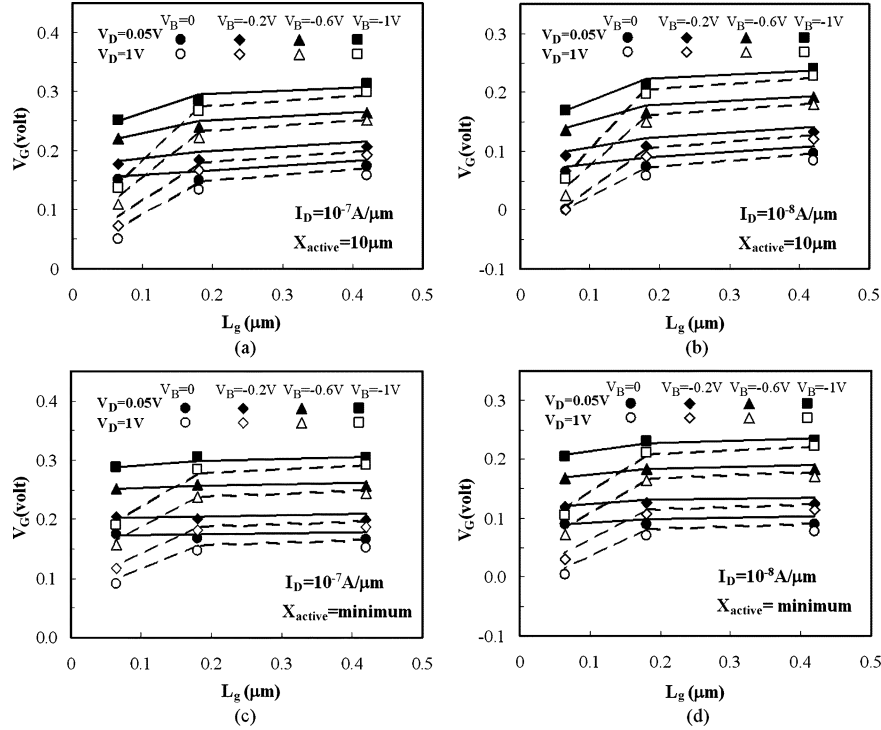 V_B=0 V_B=-0.2V V_B=-0.6V V_B=-1V
V_D=0.05V
V_D=1V
0.4
0.3
0.2
0.1
0
V_G(volt)
I_D=10⁻⁷A/μm
X_active=10μm
0 0.1 0.2 0.3 0.4 0.5
L_g (μm)
(a)
V_B=0 V_B=-0.2V V_B=-0.6V V_B=-1V
V_D=0.05V
V_D=1V
0.4
0.3
0.2
0.1
0
-0.1
V_G(volt)
I_D=10⁻⁸A/μm
X_active=10μm
0 0.1 0.2 0.3 0.4 0.5
L_g (μm)
(b)
V_B=0 V_B=-0.2V V_B=-0.6V V_B=-1V
V_D=0.05V
V_D=1V
0.4
0.3
0.2
0.1
0.0
V_G(volt)
I_D=10⁻⁷A/μm
X_active=minimum
0 0.1 0.2 0.3 0.4 0.5
L_g (μm)
(c)
V_B=0 V_B=-0.2V V_B=-0.6V V_B=-1V
V_D=0.05V
V_D=1V
0.4
0.3
0.2
0.1
0.0
-0.1
V_G(volt)
I_D=10⁻⁸A/μm
X_active= minimum
0 0.1 0.2 0.3 0.4 0.5
L_g (μm)
(d)